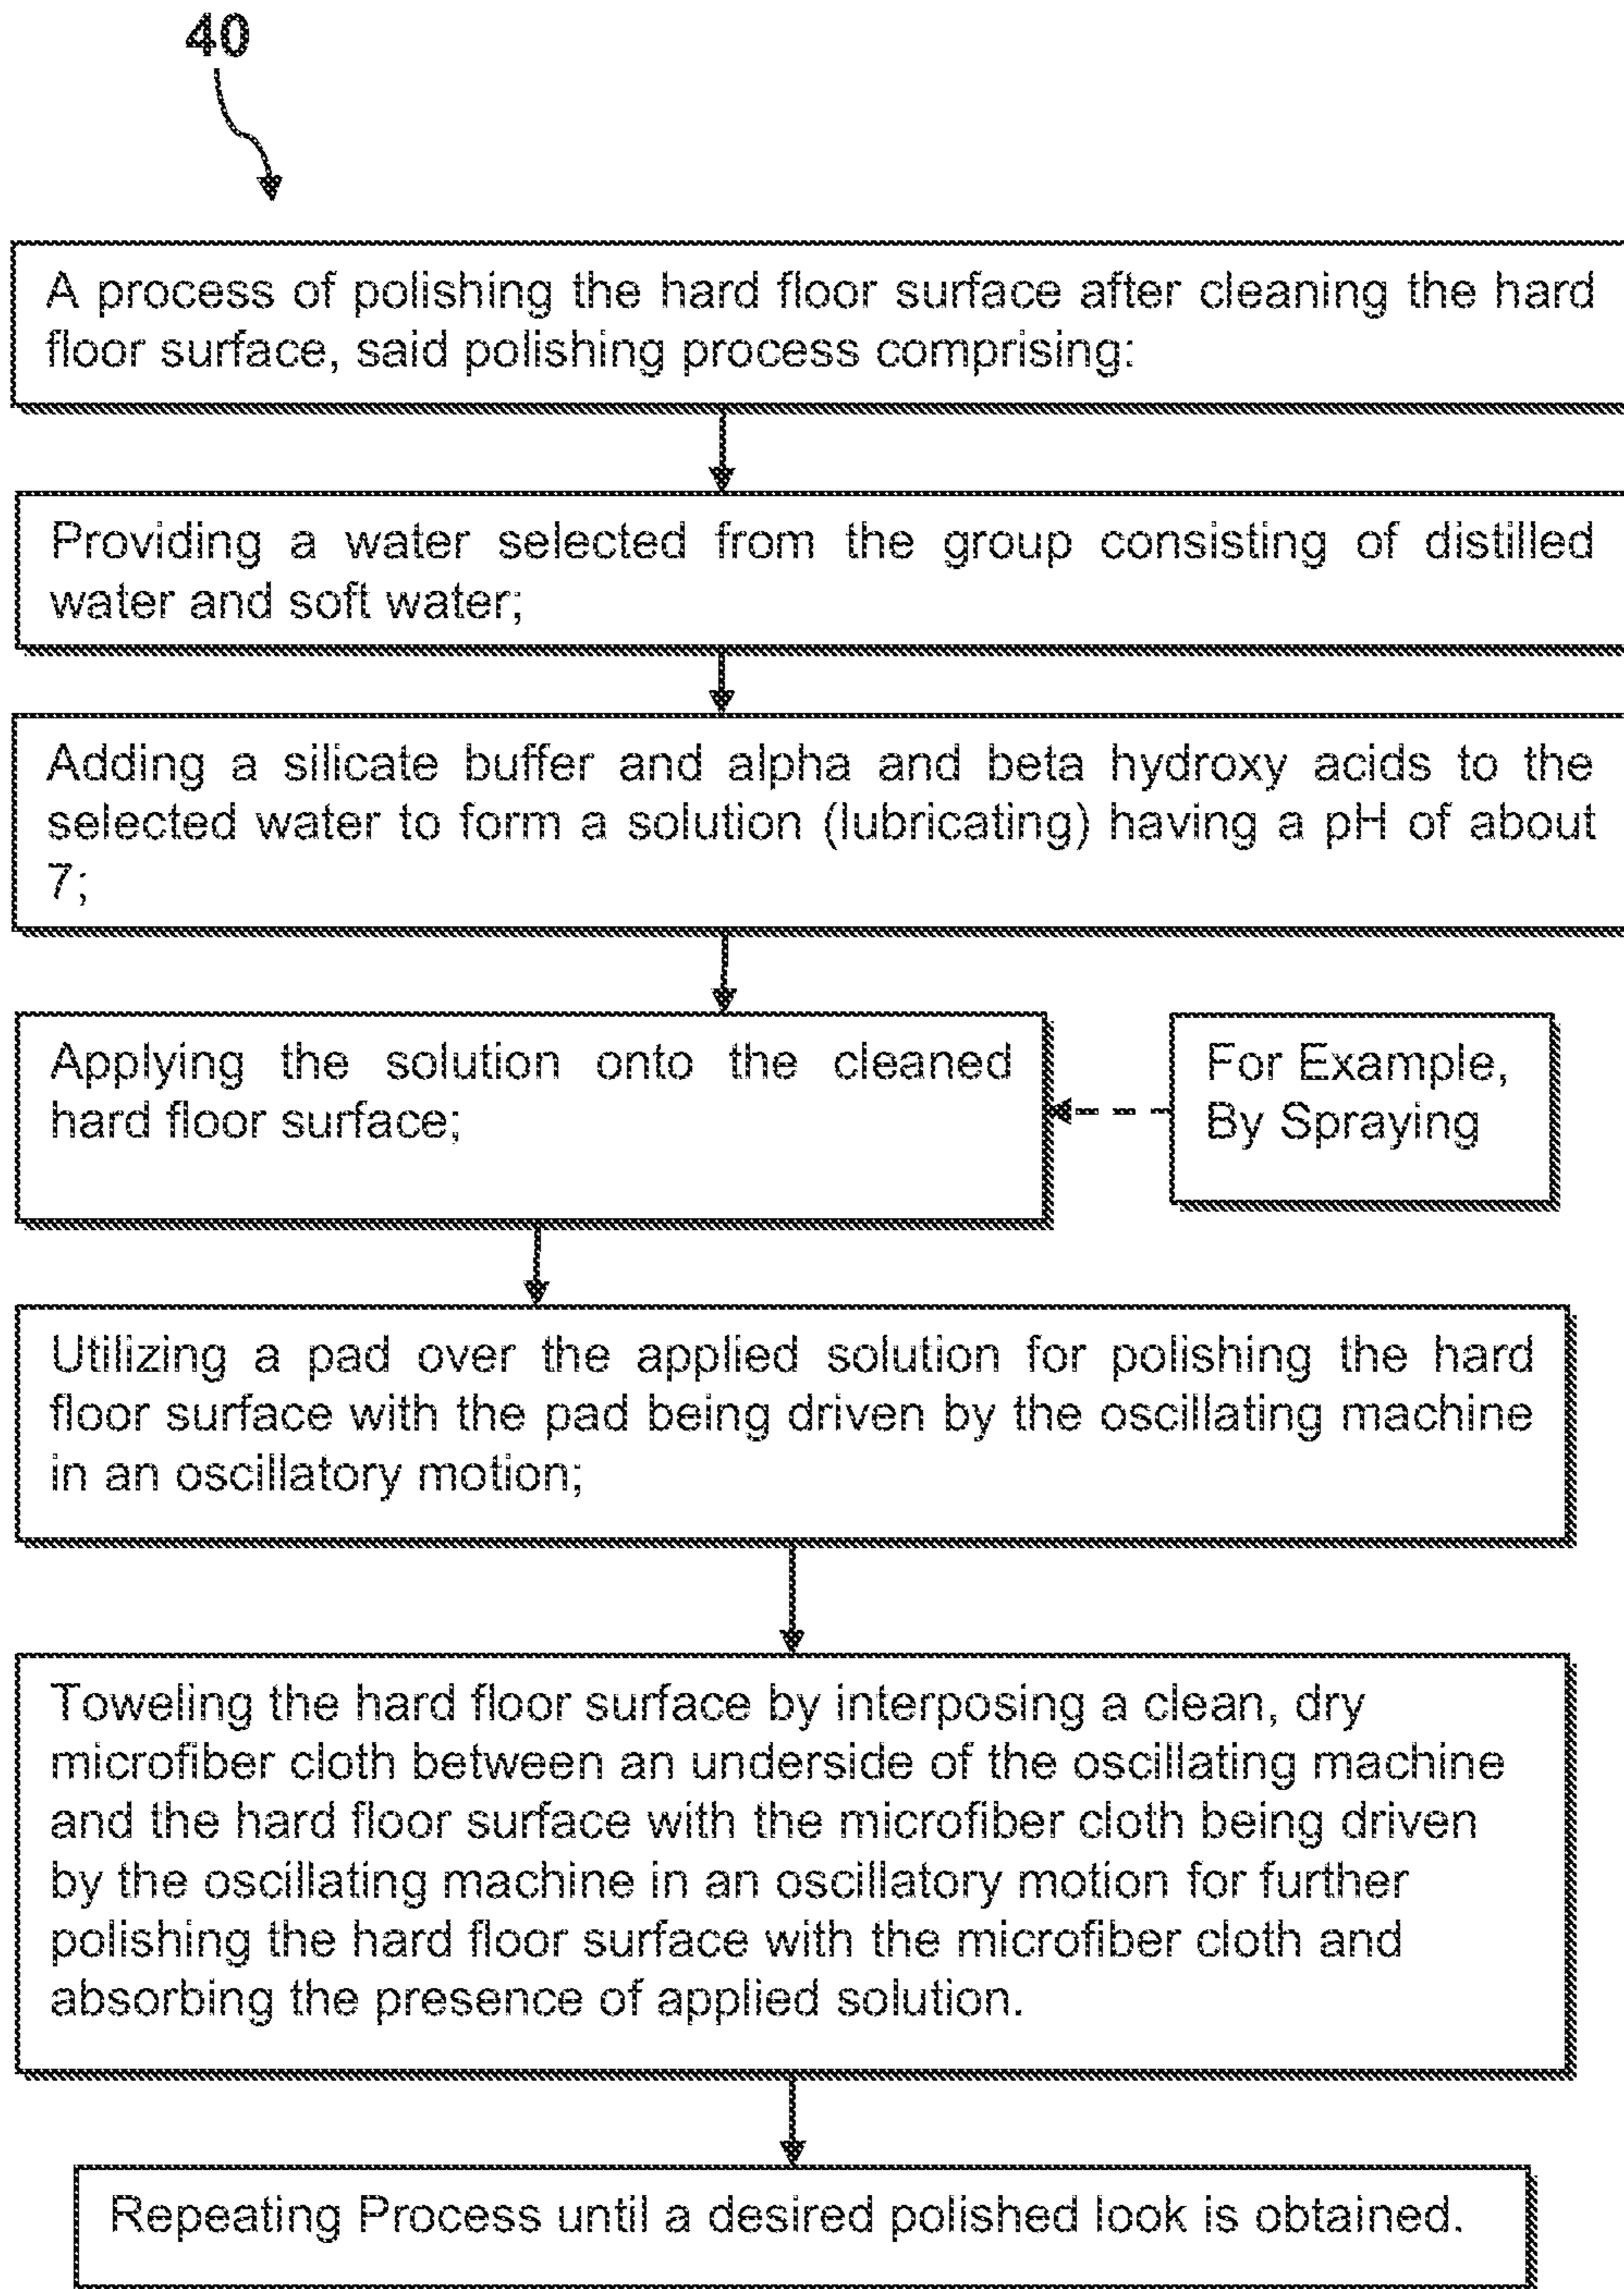 40
A process of polishing the hard floor surface after cleaning the hard
floor surface, said polishing process comprising:
Providing a water selected from the group consisting of distilled
water and soft water;
Adding a silicate buffer and alpha and beta hydroxy acids to the
selected water to form a solution (lubricating) having a pH of about
7;
Applying the solution onto the cleaned
hard floor surface;
For Example,
By Spraying
Utilizing a pad over the applied solution for polishing the hard
floor surface with the pad being driven by the oscillating machine
in an oscillatory motion;
Toweling the hard floor surface by interposing a clean, dry
microfiber cloth between an underside of the oscillating machine
and the hard floor surface with the microfiber cloth being driven
by the oscillating machine in an oscillatory motion for further
polishing the hard floor surface with the microfiber cloth and
absorbing the presence of applied solution.
Repeating Process until a desired polished look is obtained.